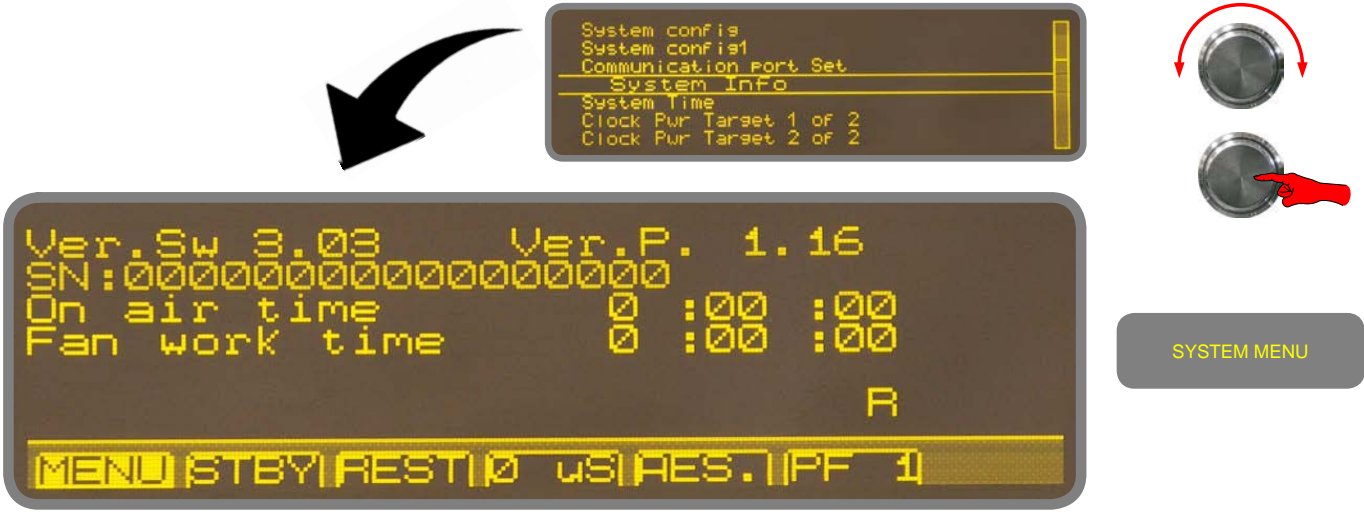 System config
System config1
Communication port Set
System Info
System Time
Clock Pwr Target 1 of 2
Clock Pwr Target 2 of 2
Ver.Sw 3.03 Ver.P. 1.16
SN:00000000000000000
On air time 0 :00 :00
Fan work time 0 :00 :00
R
MENU STBY REST 0 uS AES. PF 1
SYSTEM MENU